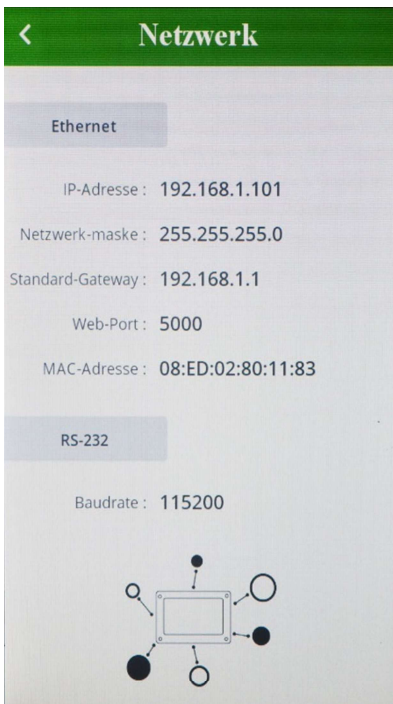 Netzwerk
Ethernet
IP-Adresse : 192.168.1.101
Netzwerk-maske : 255.255.255.0
Standard-Gateway : 192.168.1.1
Web-Port : 5000
MAC-Adresse : 08:ED:02:80:11:83
RS-232
Baudrate : 115200